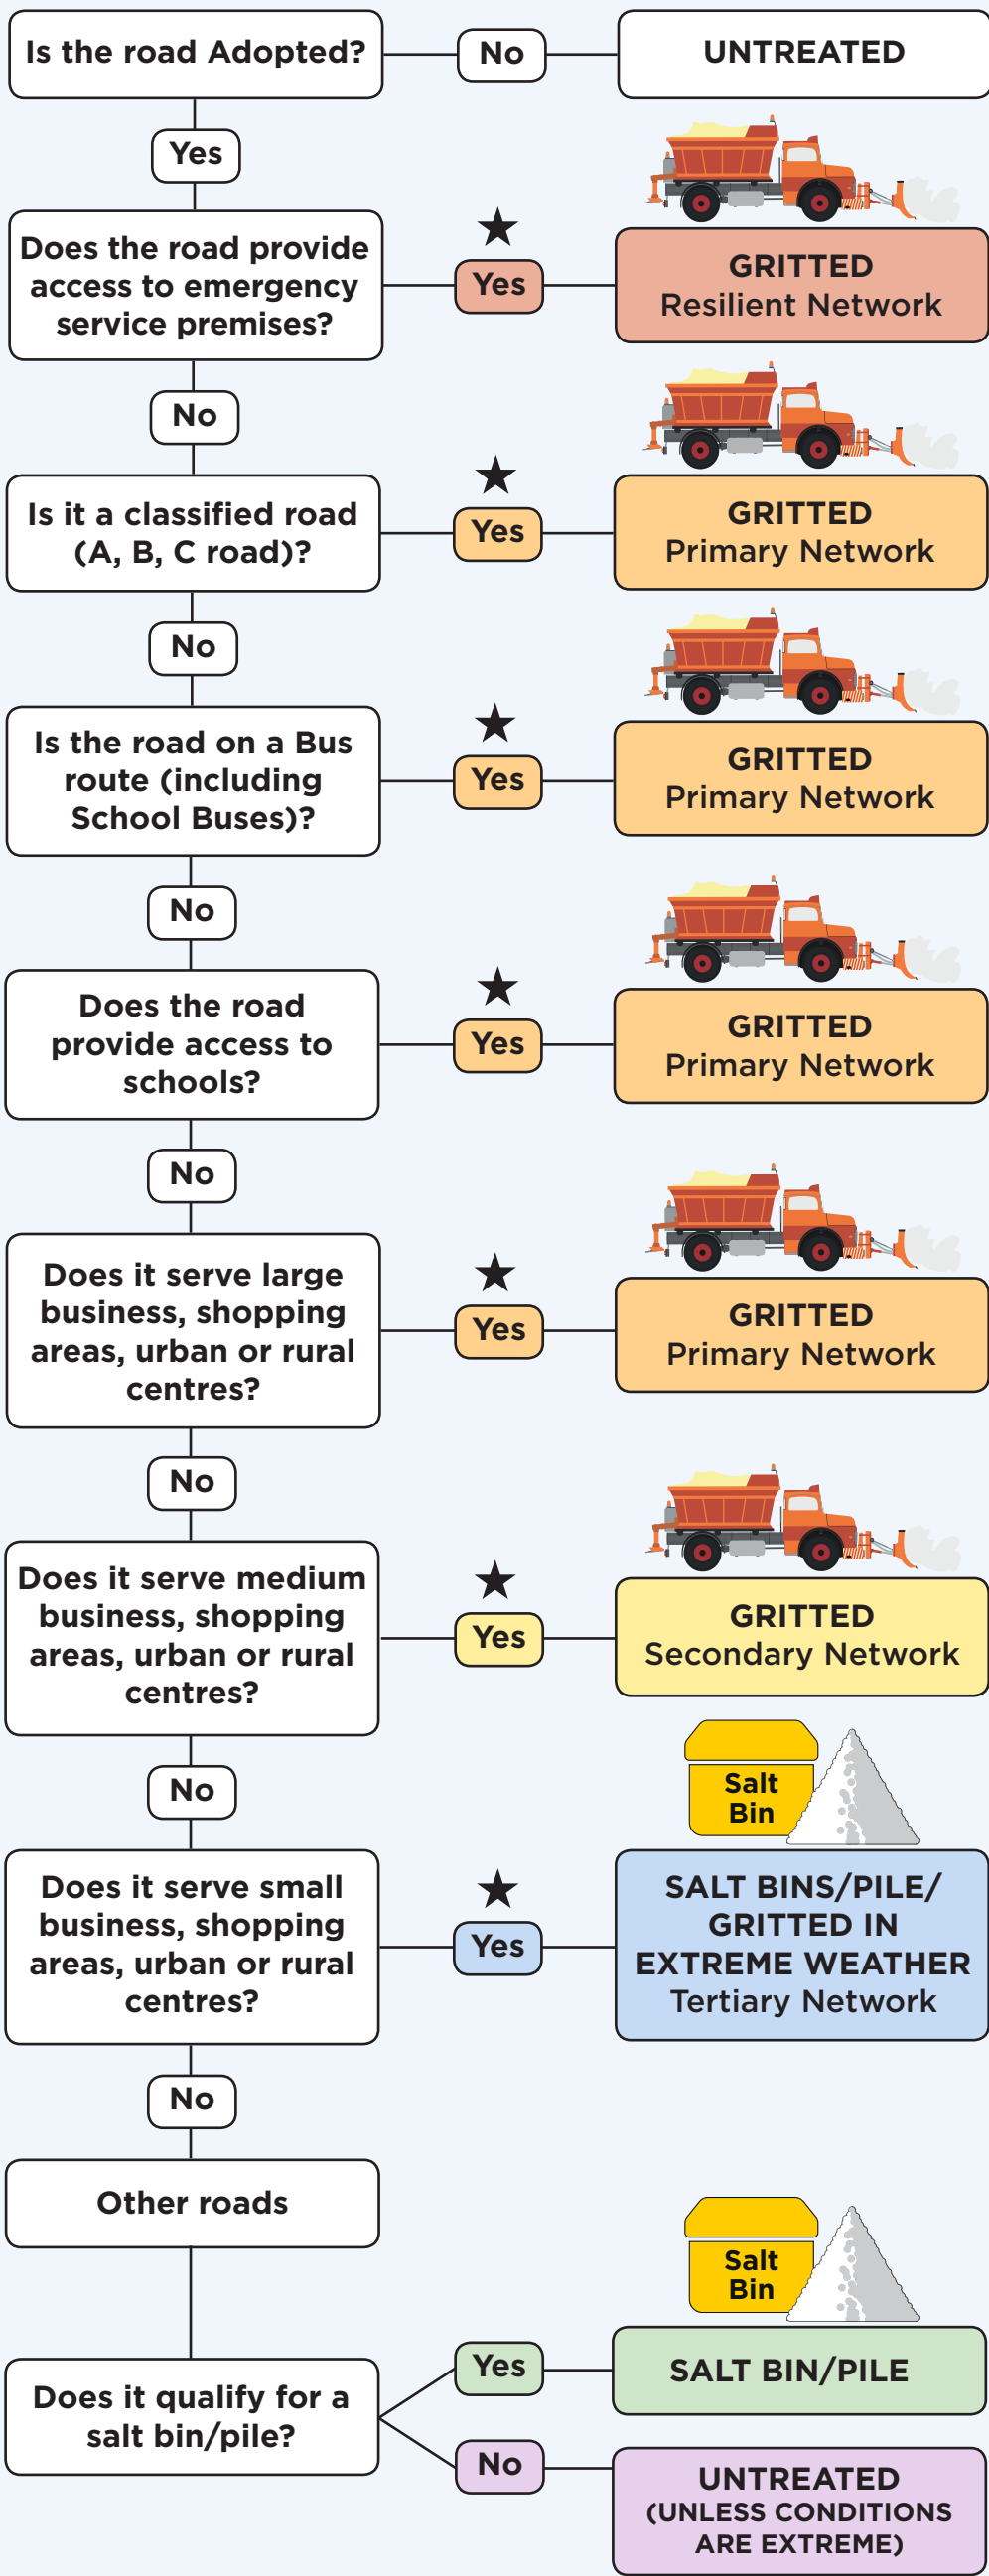 Is the road Adopted?
No
UNTREATED
Yes
Does the road provide
access to emergency
service premises?
Yes
GRITTED
Resilient Network
No
Is it a classified road
(A, B, C road)?
Yes
GRITTED
Primary Network
No
Is the road on a Bus
route (including
School Buses)?
Yes
GRITTED
Primary Network
No
Does the road
provide access to
schools?
Yes
GRITTED
Primary Network
No
Does it serve large
business, shopping
areas, urban or rural
centres?
Yes
GRITTED
Primary Network
No
Does it serve medium
business, shopping
areas, urban or rural
centres?
Yes
GRITTED
Secondary Network
No
Salt
Bin
Does it serve small
business, shopping
areas, urban or rural
centres?
Yes
SALT BINS/PILE/
GRITTED IN
EXTREME WEATHER
Tertiary Network
No
Other roads
Salt
Bin
Does it qualify for a
salt bin/pile?
Yes
SALT BIN/PILE
No
UNTREATED
(UNLESS CONDITIONS
ARE EXTREME)